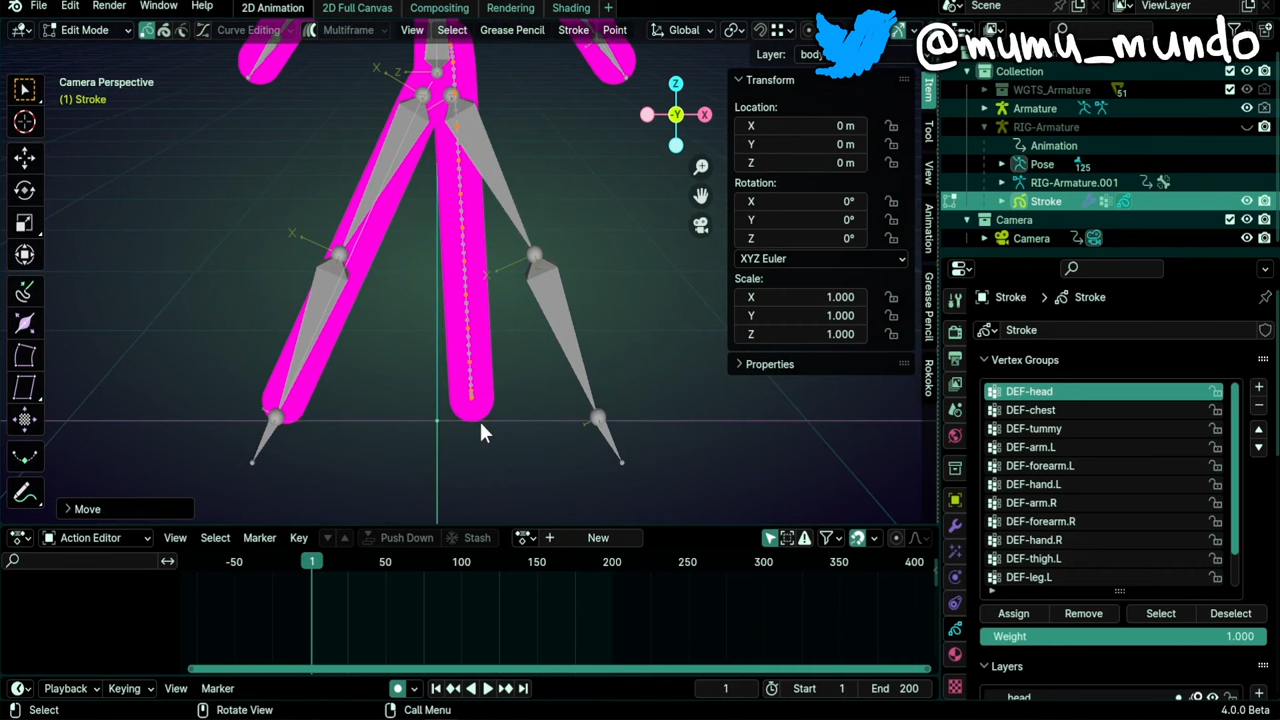 File Edit Render Window Help 2D Animation 2D Full Canvas Compositing Rendering Shading + Scene ViewLayer
Edit Mode Curve Editing Multiframe View Select Grease Pencil Stroke Point Global
@mumu_mundo
Layer: body
Camera Perspective
(1) Stroke
X Z
X
X
Z
X
-Y
Transform
Location:
X 0 m
Y 0 m
Z 0 m
Rotation:
X 0°
Y 0°
Z 0°
XYZ Euler
Scale:
X 1.000
Y 1.000
Z 1.000
Properties
Item
Tool
View
Animation
Grease Pencil
Rokoko
Collection
WGTS_Armature 51
Armature
RIG-Armature
Animation
Pose 125
RIG-Armature.001
Stroke
Camera
Camera
Stroke > Stroke
Stroke
Vertex Groups
DEF-head
DEF-chest
DEF-tummy
DEF-arm.L
DEF-forearm.L
DEF-hand.L
DEF-arm.R
DEF-forearm.R
DEF-hand.R
DEF-thigh.L
DEF-leg.L
Assign Remove Select Deselect
Weight 1.000
Layers
head
> Move
Action Editor View Select Marker Key Push Down Stash + New
-50 1 50 100 150 200 250 300 350 400
Playback Keying View Marker 1 Start 1 End 200
Select Rotate View Call Menu 4.0.0 Beta